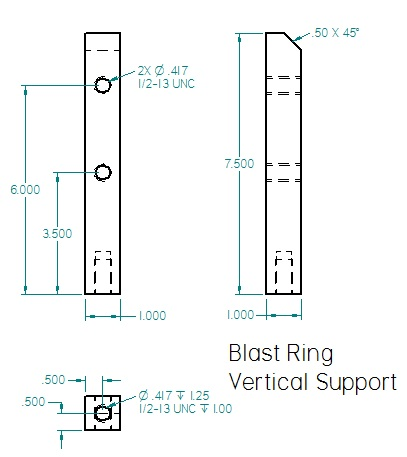 .50 X 45°
2X Ø .417
1/2-13 UNC
7.500
6.000
3.500
1.000
1.000
Blast Ring
Vertical Support
.500
Ø .417 ↧ 1.25
.500
1/2-13 UNC ↧ 1.00